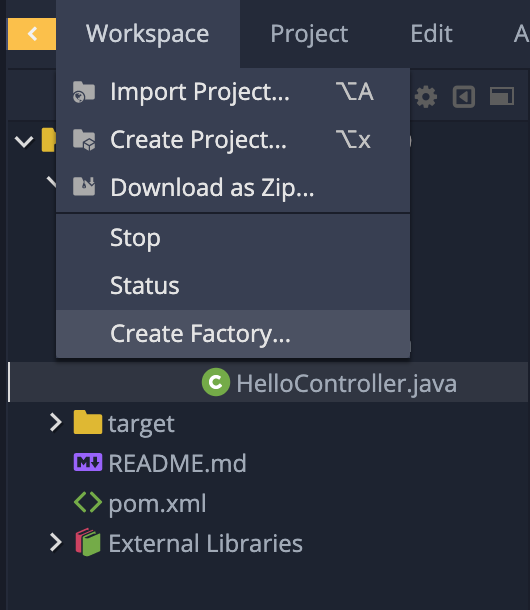 Workspace Project Edit A
Import Project... ⌥A
Create Project... ⌥x
Download as Zip...
Stop
Status
Create Factory...
C HelloController.java
target
M↓ README.md
<> pom.xml
External Libraries